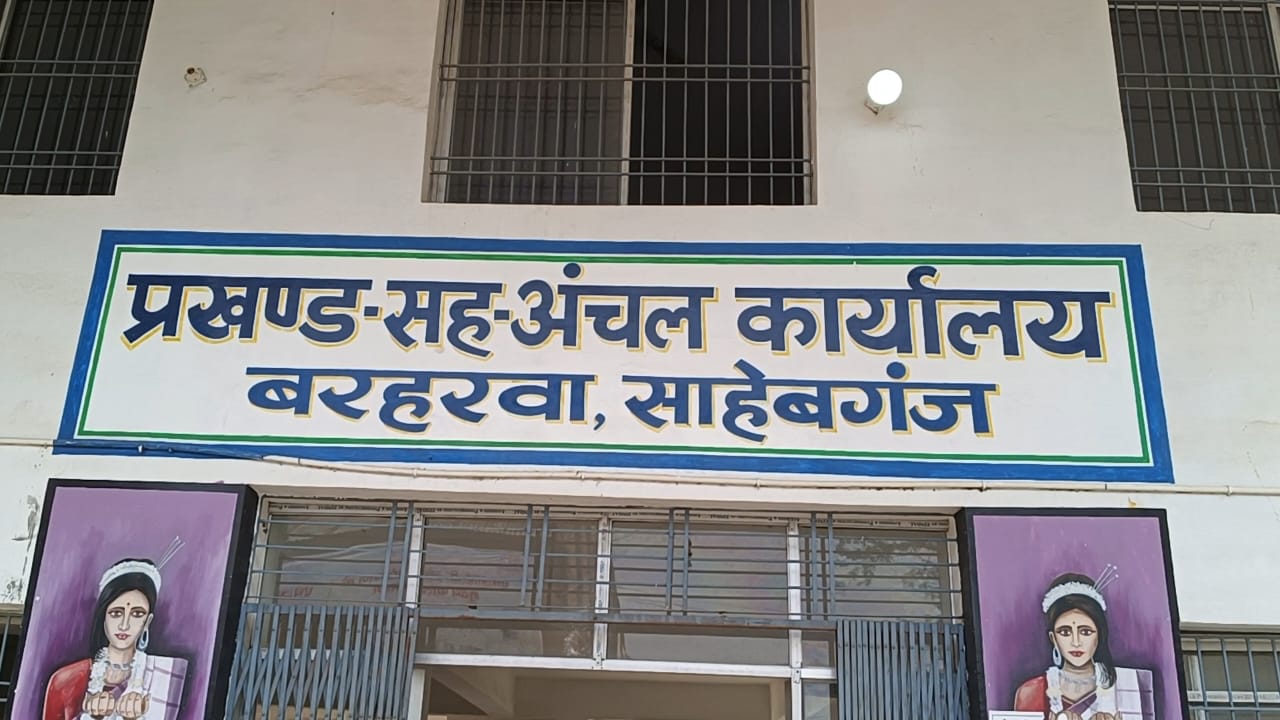 प्रखण्ड-सह-अंचल कार्यालय
बरहरवा, साहेबगंज